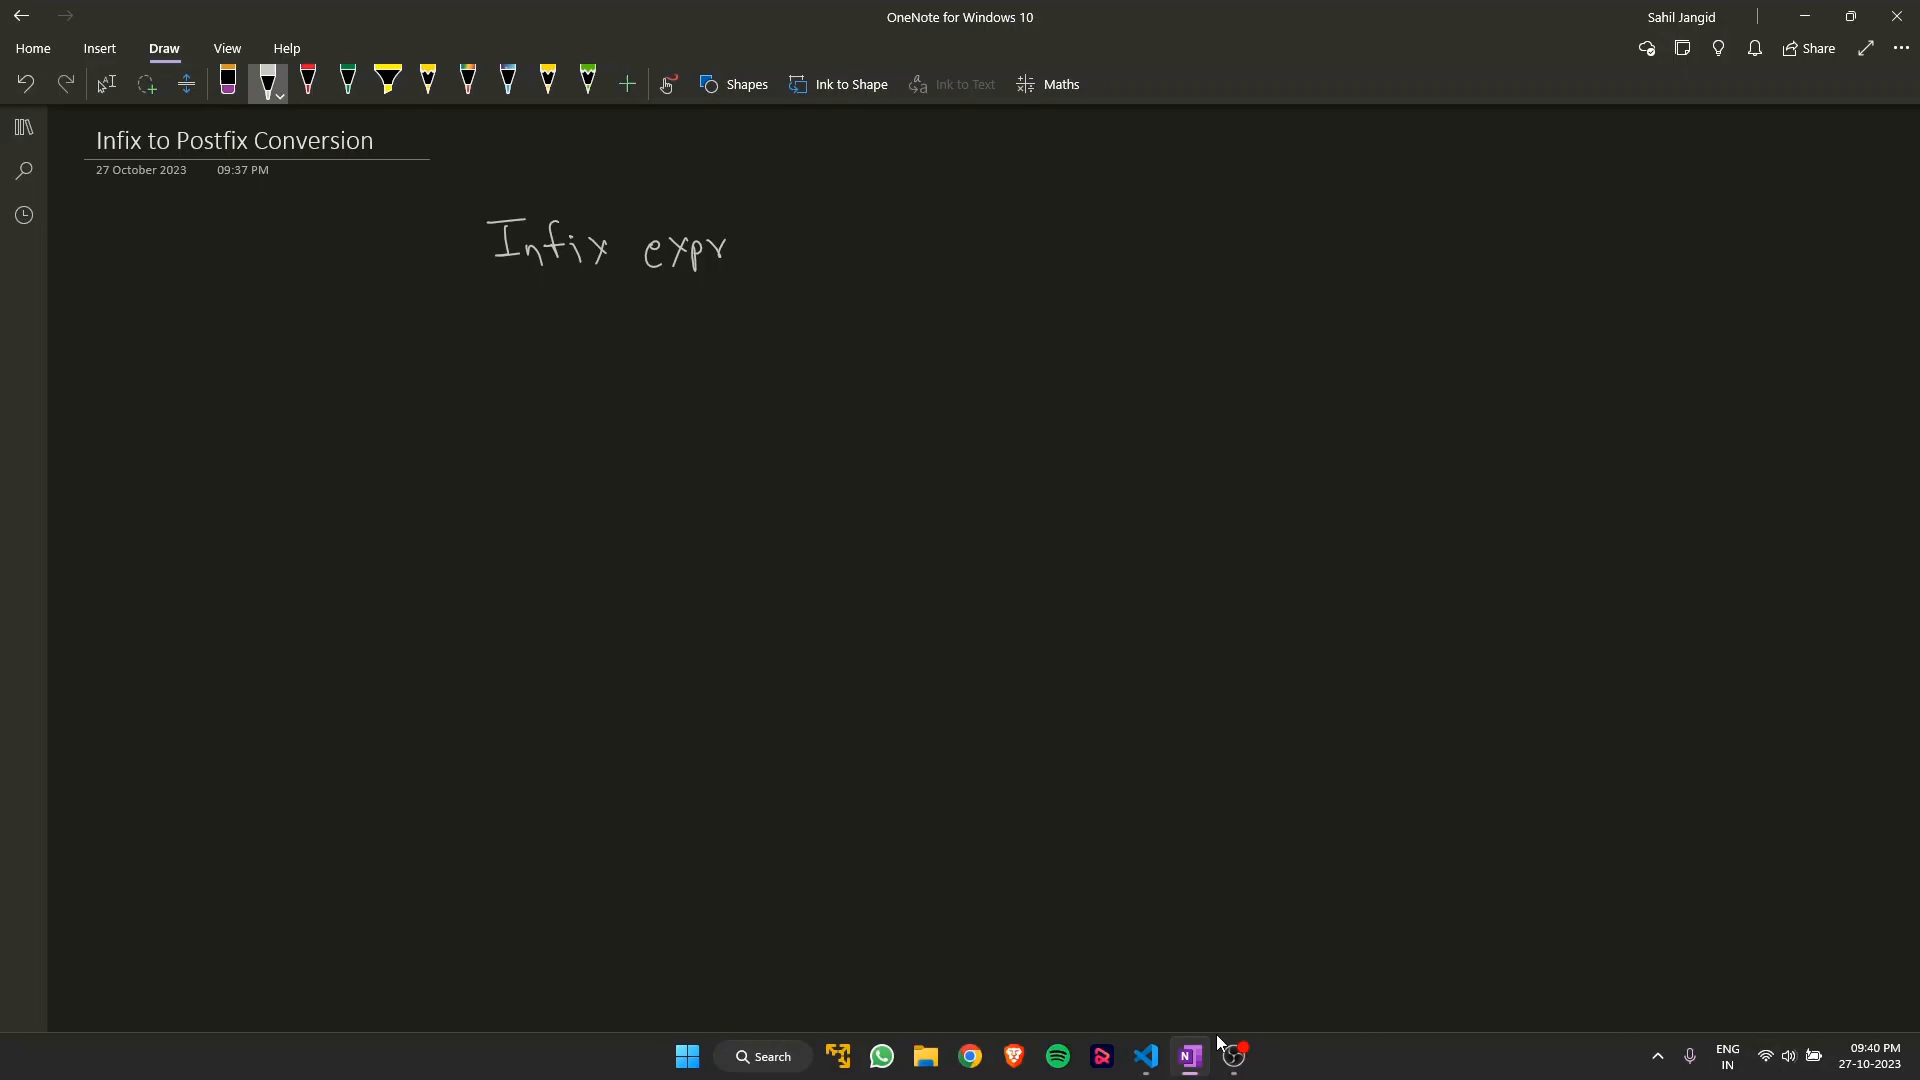 OneNote for Windows 10
Sahil Jangid
Home Insert Draw View Help
Share
Shapes Ink to Shape Ink to Text Maths
Infix to Postfix Conversion
27 October 2023 09:37 PM
Infix expr
Search
ENG
IN
09:40 PM
27-10-2023